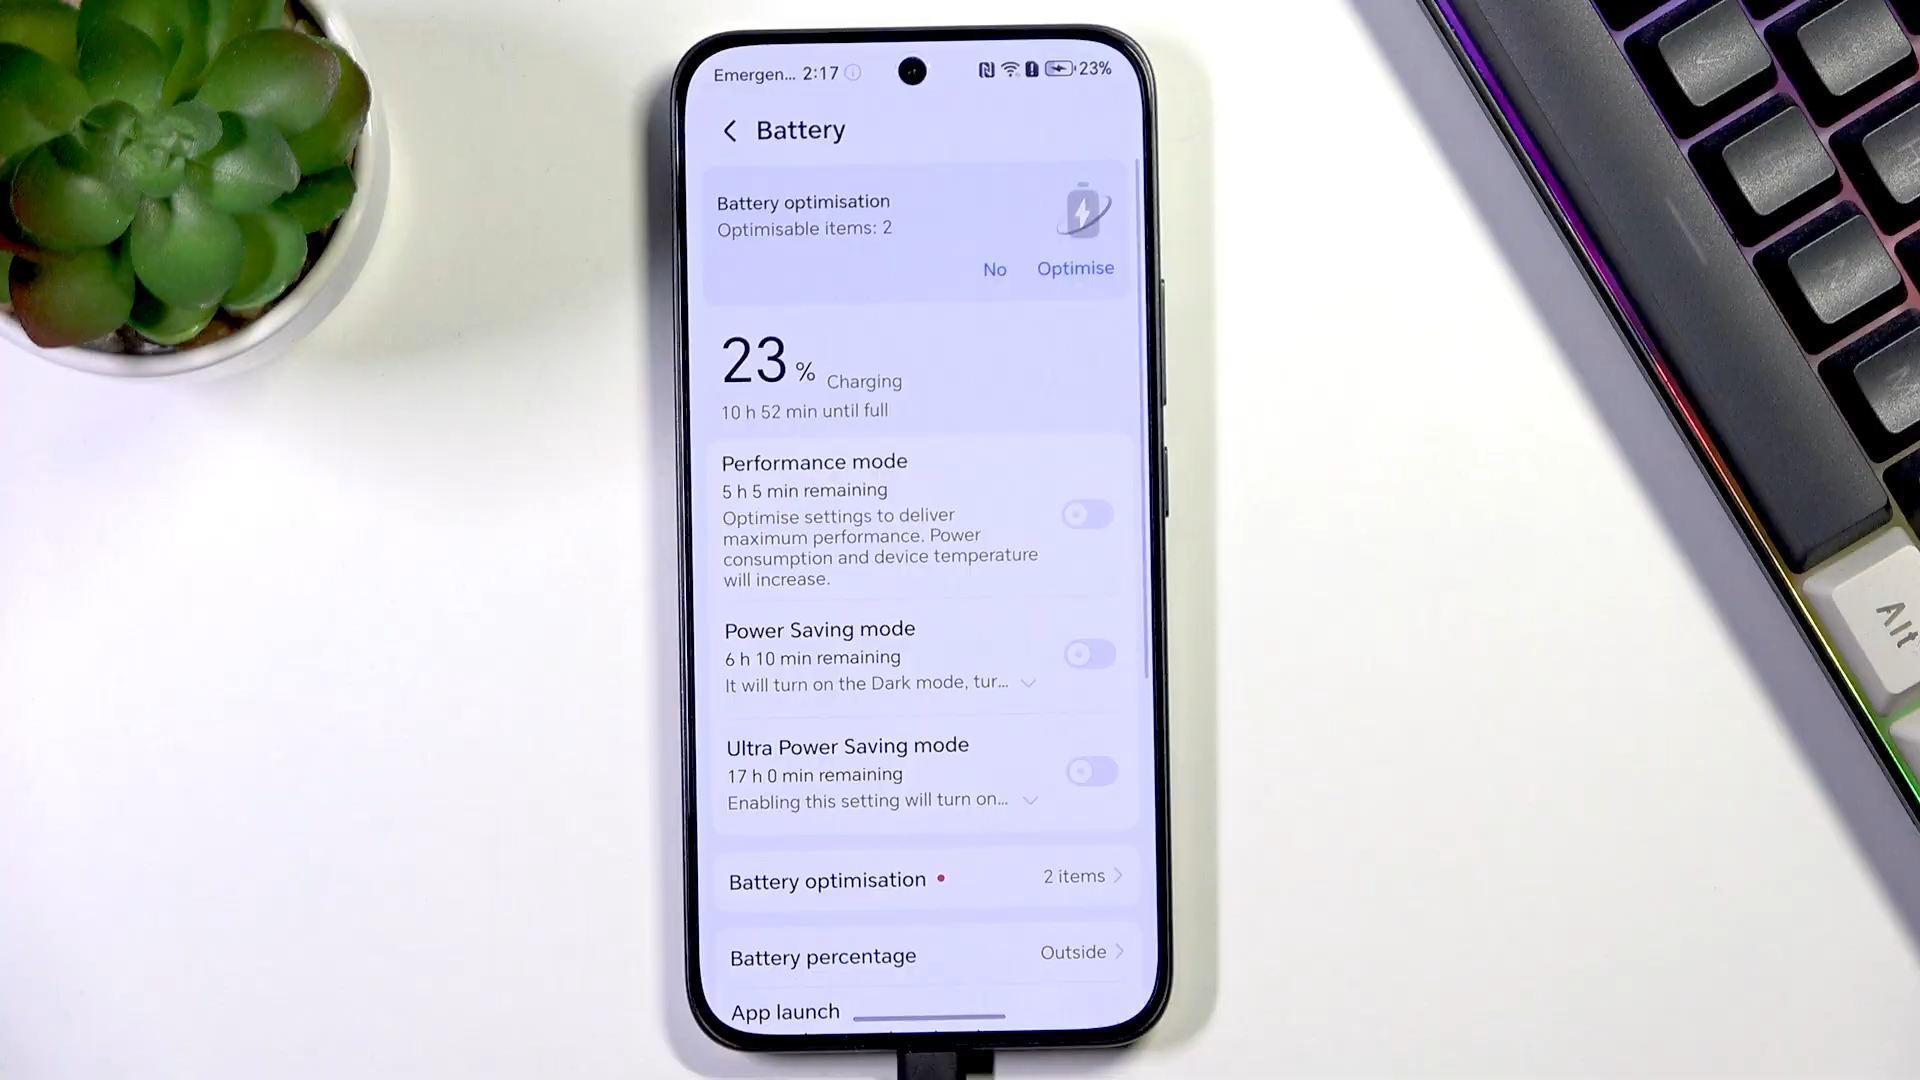 Emergen... 2:17 23%
Battery
Battery optimisation
Optimisable items: 2
No Optimise
23 % Charging
10 h 52 min until full
Performance mode
5 h 5 min remaining
Optimise settings to deliver
maximum performance. Power
consumption and device temperature
will increase.
Power Saving mode
6 h 10 min remaining
It will turn on the Dark mode, tur...
Ultra Power Saving mode
17 h 0 min remaining
Enabling this setting will turn on...
Battery optimisation 2 items
Battery percentage Outside
App launch
Alt